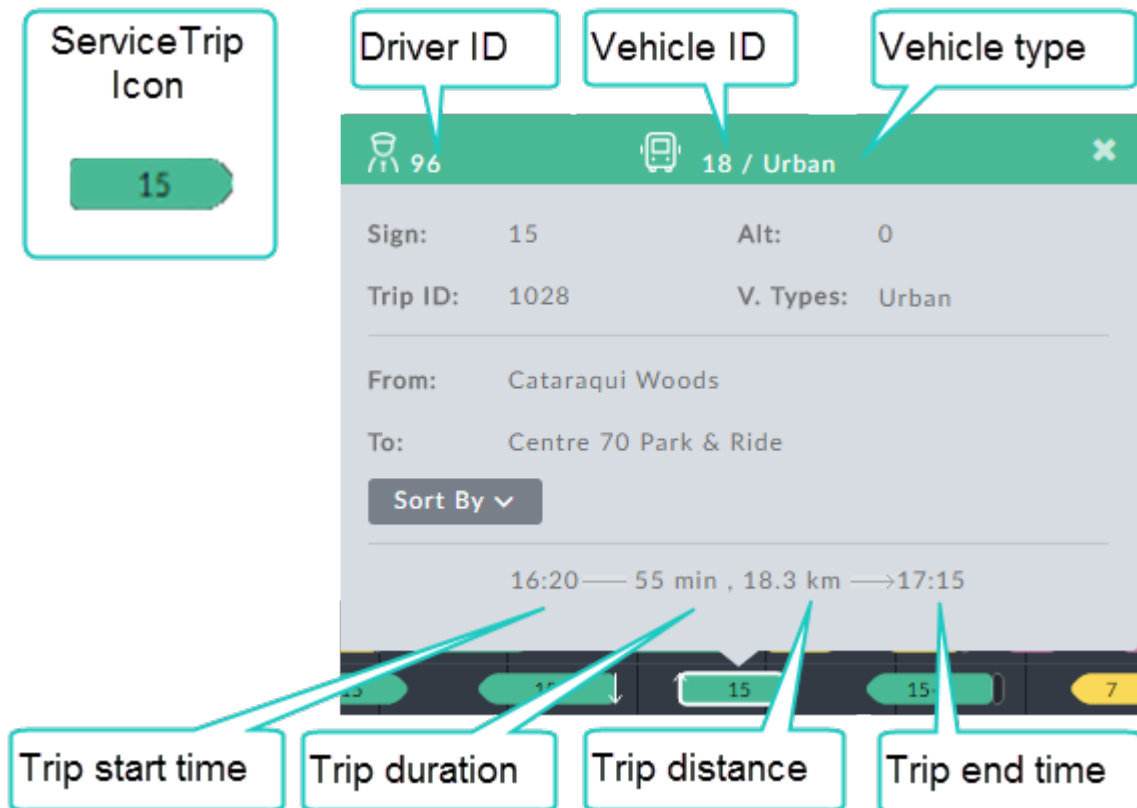 ServiceTrip
Icon
15
Driver ID
Vehicle ID
Vehicle type
96
18 / Urban
Sign: 15 Alt: 0
Trip ID: 1028 V. Types: Urban
From: Cataraqui Woods
To: Centre 70 Park & Ride
Sort By
16:20 55 min , 18.3 km 17:15
15 15 7
Trip start time
Trip duration
Trip distance
Trip end time